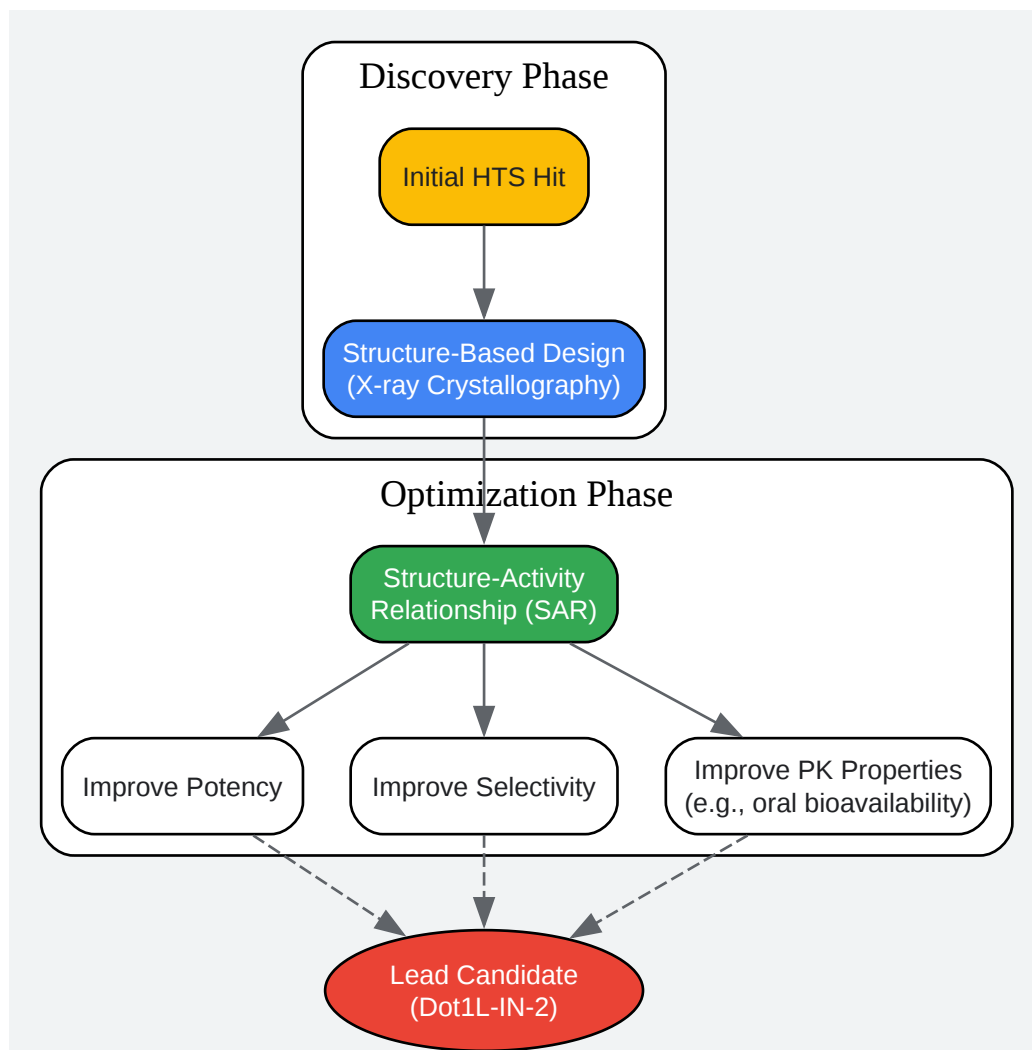 Discovery Phase
Initial HTS Hit
Structure-Based Design
(X-ray Crystallography)
Optimization Phase
Structure-Activity
Relationship (SAR)
Improve Potency
Improve Selectivity
Improve PK Properties
(e.g., oral bioavailability)
Lead Candidate
(Dot1L-IN-2)